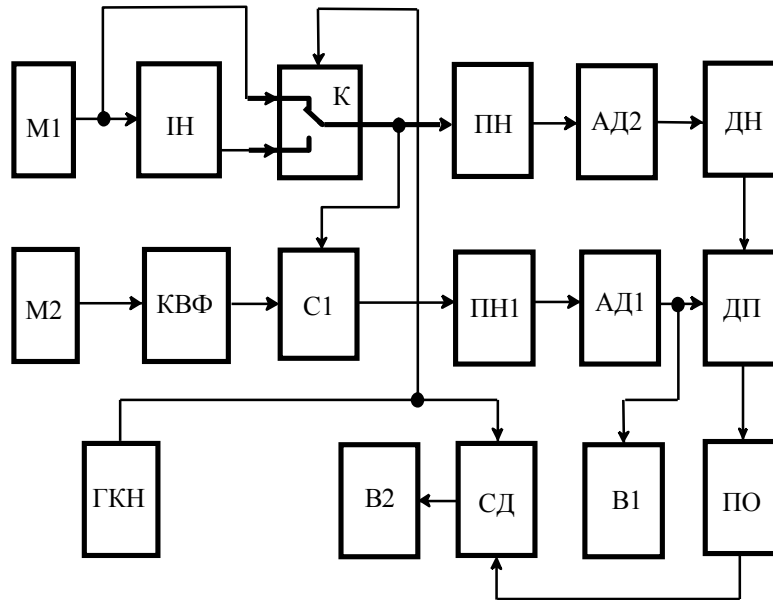 М1
ІН
К
ПН
АД2
ДН
М2
КВФ
С1
ПН1
АД1
ДП
ГКН
В2
СД
В1
ПО